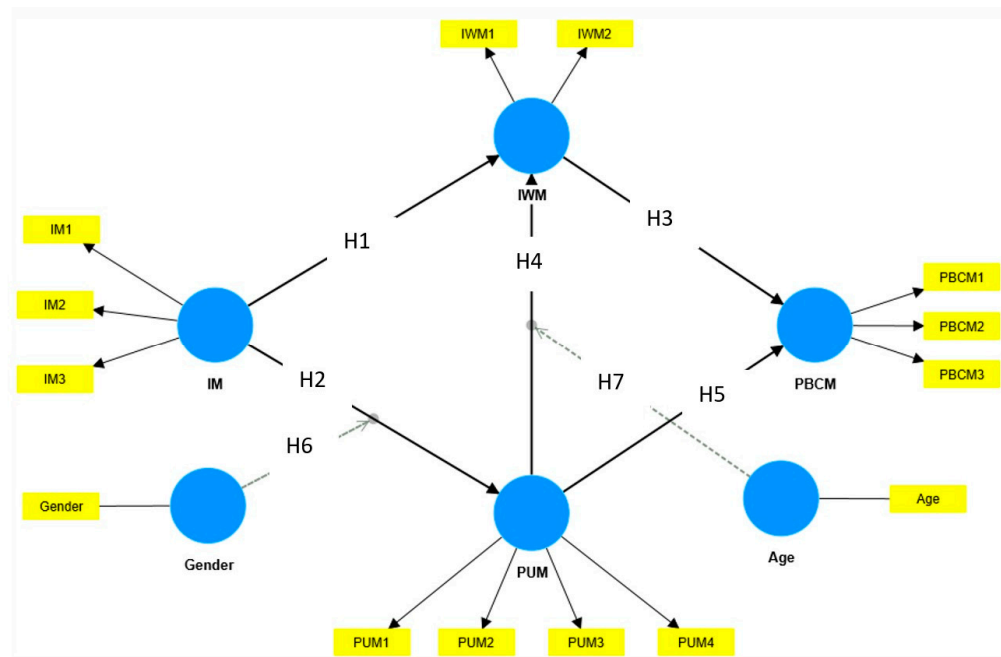 IWM1
IWM2
IWM
H3
IM1
H1
H4
IM2
PBCM1
PBCM2
IM3
IM
H2
H7
PBCM
PBCM3
H5
H6
Gender
Gender
Age
Age
PUM
PUM1
PUM2
PUM3
PUM4